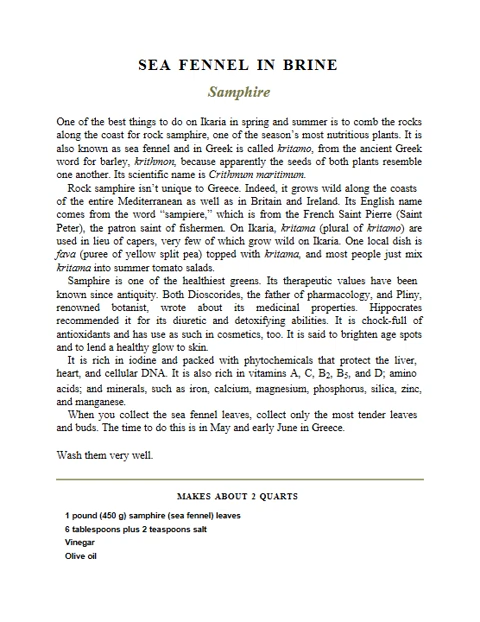 SEA FENNEL IN BRINE
Samphire
One of the best things to do on Ikaria in spring and summer is to comb the rocks
along the coast for rock samphire, one of the season’s most nutritious plants. It is
also known as sea fennel and in Greek is called kritamo, from the ancient Greek
word for barley, krithmon, because apparently the seeds of both plants resemble
one another. Its scientific name is Crithmum maritimum.
Rock samphire isn’t unique to Greece. Indeed, it grows wild along the coasts
of the entire Mediterranean as well as in Britain and Ireland. Its English name
comes from the word “sampiere,” which is from the French Saint Pierre (Saint
Peter), the patron saint of fishermen. On Ikaria, kritama (plural of kritamo) are
used in lieu of capers, very few of which grow wild on Ikaria. One local dish is
fava (puree of yellow split pea) topped with kritama, and most people just mix
kritama into summer tomato salads.
Samphire is one of the healthiest greens. Its therapeutic values have been
known since antiquity. Both Dioscorides, the father of pharmacology, and Pliny,
renowned botanist, wrote about its medicinal properties. Hippocrates
recommended it for its diuretic and detoxifying abilities. It is chock-full of
antioxidants and has use as such in cosmetics, too. It is said to brighten age spots
and to lend a healthy glow to skin.
It is rich in iodine and packed with phytochemicals that protect the liver,
heart, and cellular DNA. It is also rich in vitamins A, C, B2, B5, and D; amino
acids; and minerals, such as iron, calcium, magnesium, phosphorus, silica, zinc,
and manganese.
When you collect the sea fennel leaves, collect only the most tender leaves
and buds. The time to do this is in May and early June in Greece.
Wash them very well.
MAKES ABOUT 2 QUARTS
1 pound (450 g) samphire (sea fennel) leaves
6 tablespoons plus 2 teaspoons salt
Vinegar
Olive oil